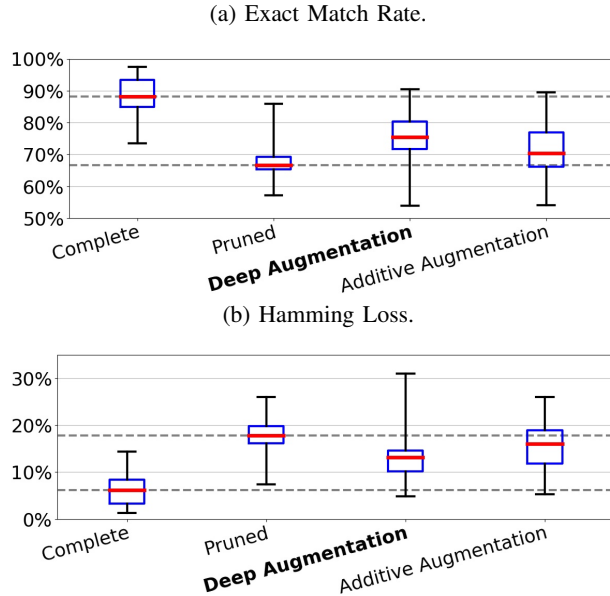 (a) Exact Match Rate.
100%
90%
80%
70%
60%
50%
Complete
Pruned
Deep Augmentation
Additive Augmentation
(b) Hamming Loss.
30%
20%
10%
0%
Complete
Pruned
Deep Augmentation
Additive Augmentation